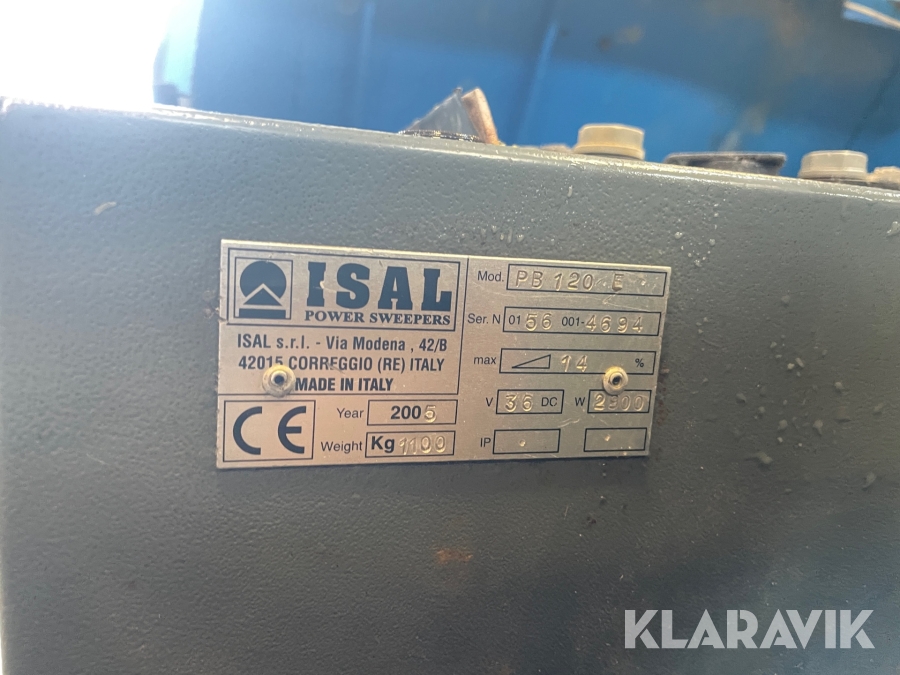 ISAL
POWER SWEEPERS
ISAL s.r.l. - Via Modena , 42/B
42015 CORREGGIO (RE) ITALY
MADE IN ITALY
CE
Year 2005
Weight Kg 1100
Mod. PB 120 E
Ser. N 01 56 001- 4694
max 14 %
V 36 DC W
IP
KLARAVIK